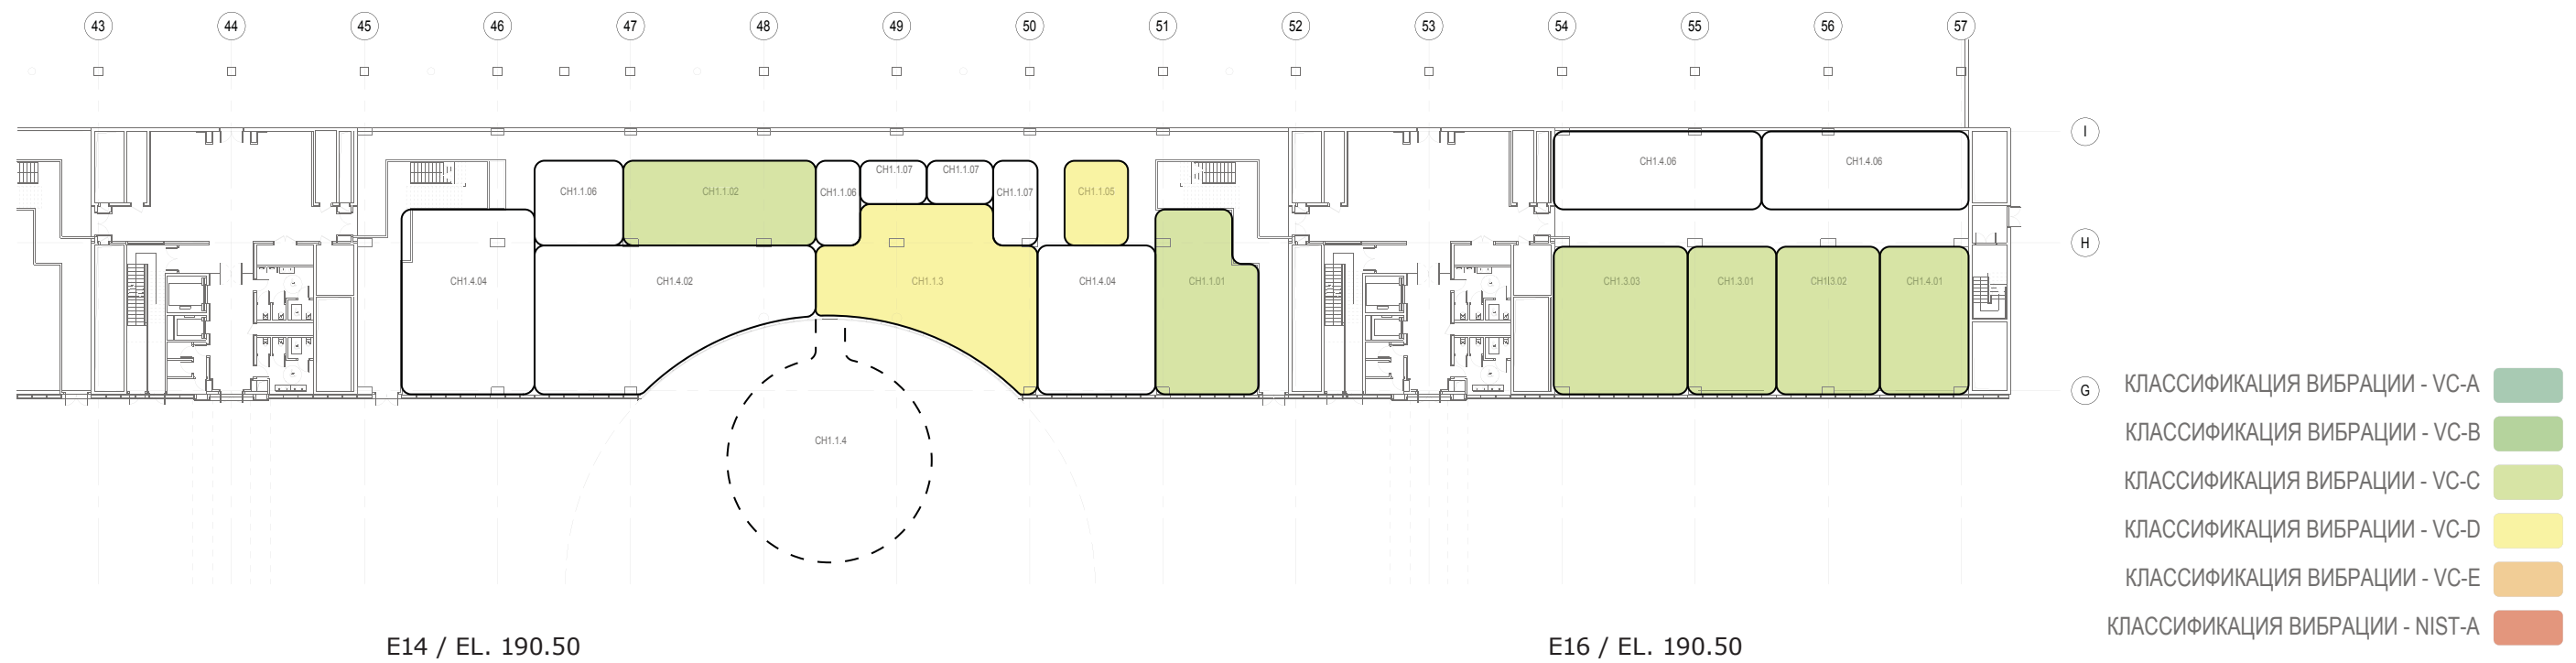 43 44 45 46 47 48 49 50 51 52 53 54 55 56 57
I
CH1.4.06 CH1.4.06
CH1.1.07 CH1.1.07
CH1.1.06 CH1.1.02 CH1.1.06 CH1.1.07 CH1.1.05
H
CH1.4.04 CH1.4.02 CH1.1.3 CH1.4.04 CH1.1.01 CH1.3.03 CH1.3.01 CH1I3.02 CH1.4.01
G
CH1.1.4
КЛАССИФИКАЦИЯ ВИБРАЦИИ - VC-A
КЛАССИФИКАЦИЯ ВИБРАЦИИ - VC-B
КЛАССИФИКАЦИЯ ВИБРАЦИИ - VC-C
КЛАССИФИКАЦИЯ ВИБРАЦИИ - VC-D
КЛАССИФИКАЦИЯ ВИБРАЦИИ - VC-E
КЛАССИФИКАЦИЯ ВИБРАЦИИ - NIST-A
E14 / EL. 190.50
E16 / EL. 190.50